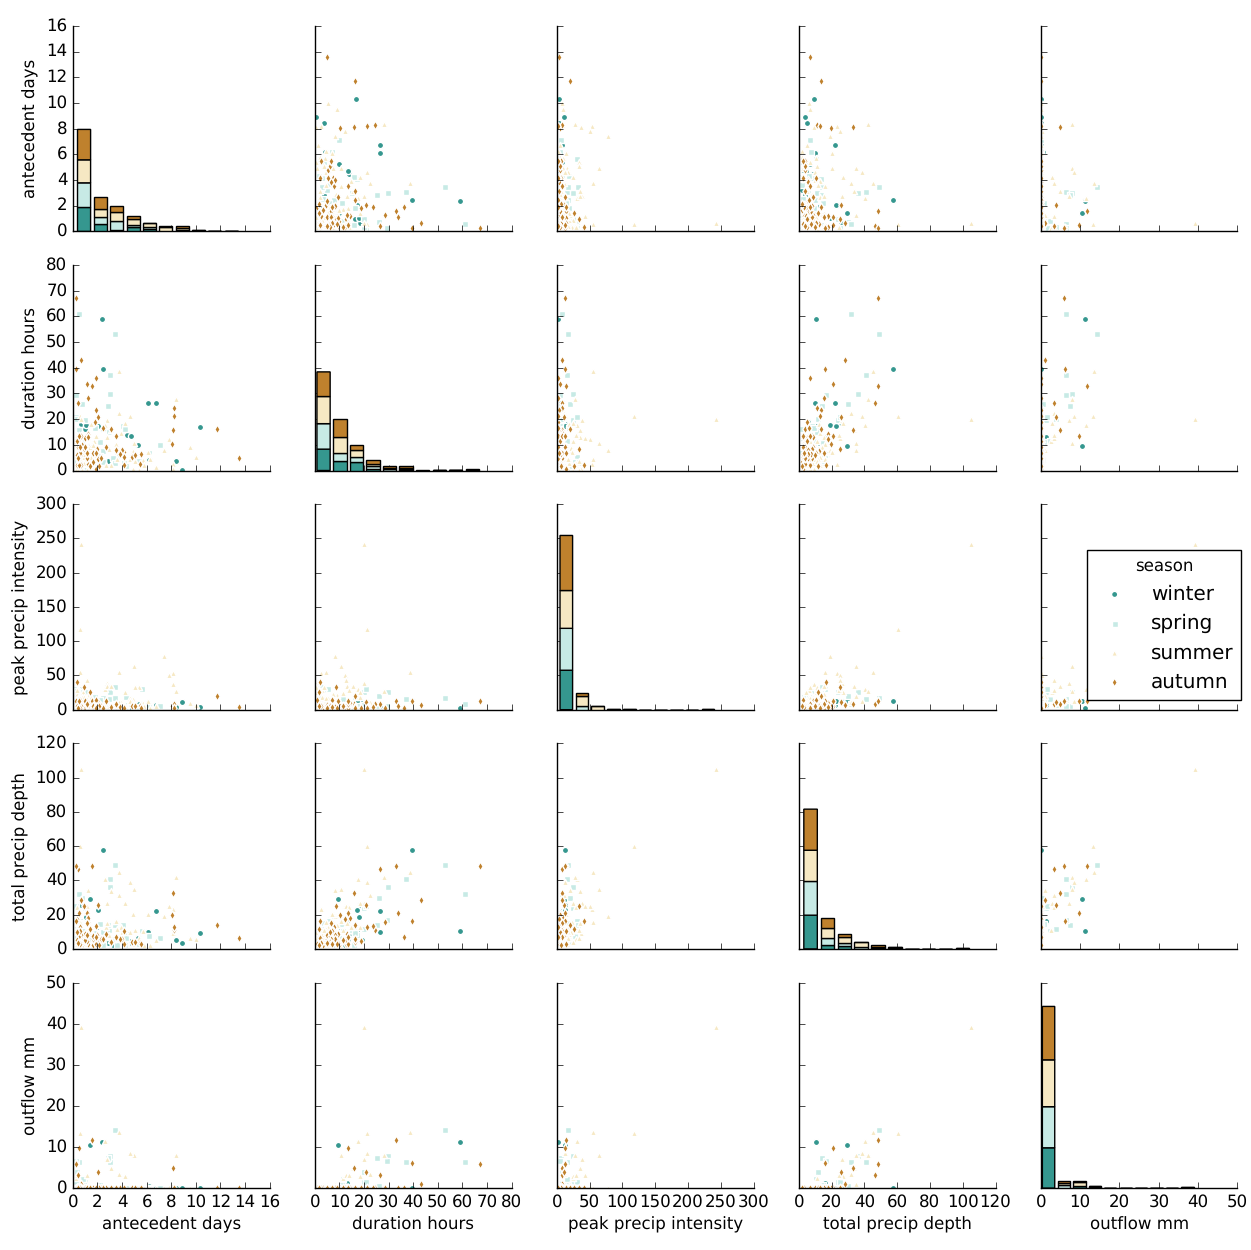 antecedent days
16
14
12
10
8
6
4
2
0
duration hours
80
70
60
50
40
30
20
10
0
peak precip intensity
300
250
200
150
100
50
0
season
winter
spring
summer
autumn
total precip depth
120
100
80
60
40
20
0
outflow mm
50
40
30
20
10
0
0 2 4 6 8 10 12 14 16
0 10 20 30 40 50 60 70 80
0 50 100 150 200 250 300
0 20 40 60 80 100 120
0 10 20 30 40 50
antecedent days
duration hours
peak precip intensity
total precip depth
outflow mm